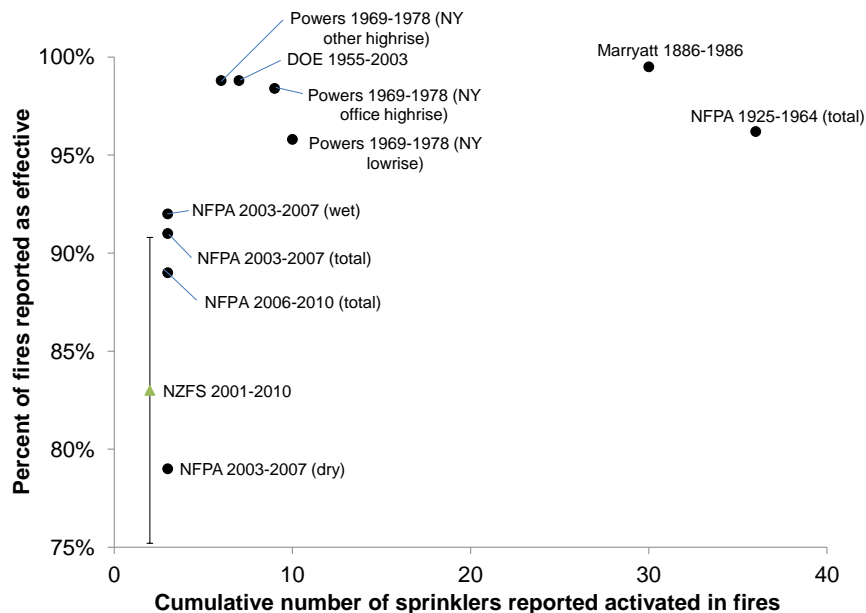 Powers 1969-1978 (NY
other highrise)
100%
DOE 1955-2003
Marryatt 1886-1986
Powers 1969-1978 (NY
office highrise)
NFPA 1925-1964 (total)
Powers 1969-1978 (NY
lowrise)
95%
NFPA 2003-2007 (wet)
NFPA 2003-2007 (total)
90%
NFPA 2006-2010 (total)
85%
NZFS 2001-2010
80%
NFPA 2003-2007 (dry)
75%
0 10 20 30 40
Percent of fires reported as effective
Cumulative number of sprinklers reported activated in fires